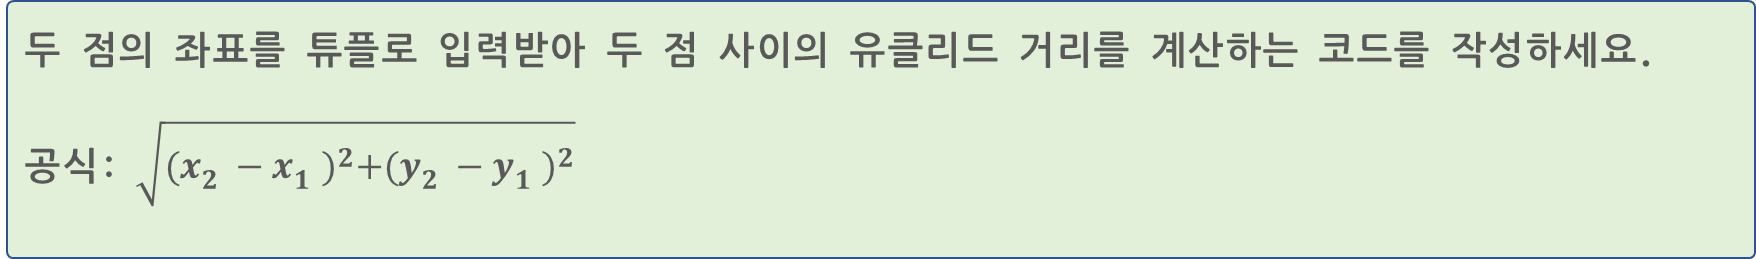 두 점의 좌표를 튜플로 입력받아 두 점 사이의 유클리드 거리를 계산하는 코드를 작성하세요.
공식: √((x₂ − x₁)²+(y₂ − y₁)²)